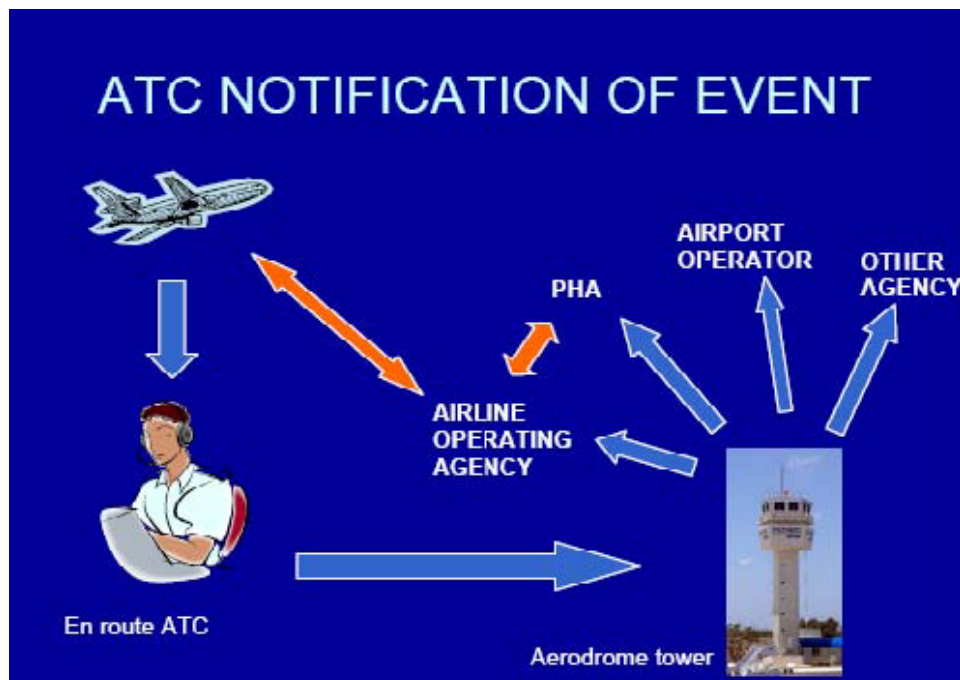 ATC NOTIFICATION OF EVENT
AIRPORT
OPERATOR
OTHER
AGENCY
PHA
AIRLINE
OPERATING
AGENCY
En route ATC
Aerodrome tower